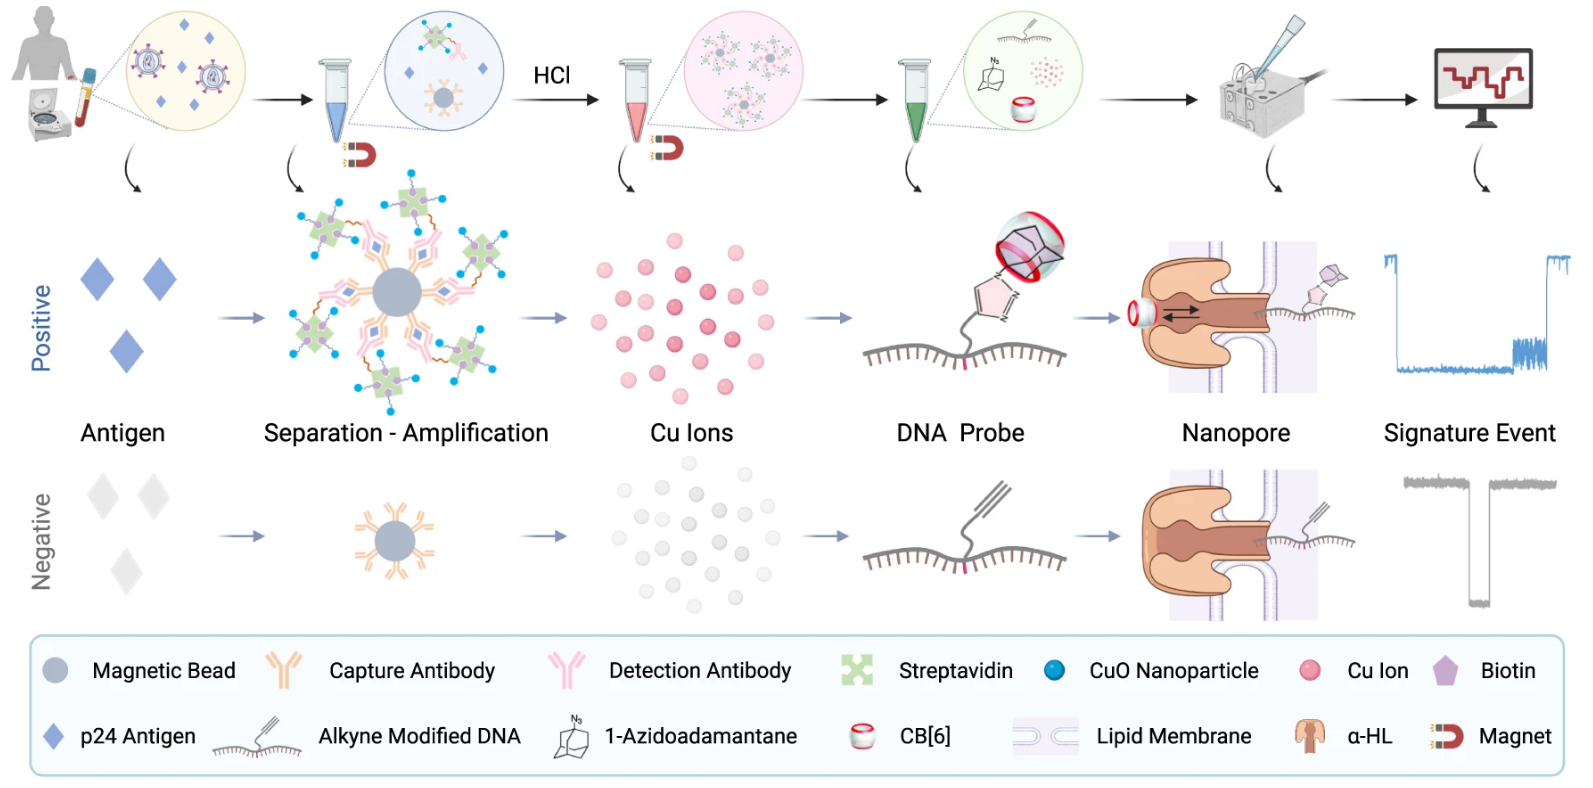 HCl
N₃
Positive
N
N
N
Antigen
Separation - Amplification
Cu Ions
DNA Probe
Nanopore
Signature Event
Negative
Magnetic Bead
Capture Antibody
Detection Antibody
Streptavidin
CuO Nanoparticle
Cu Ion
Biotin
p24 Antigen
Alkyne Modified DNA
N₃
1-Azidoadamantane
CB[6]
Lipid Membrane
α-HL
Magnet